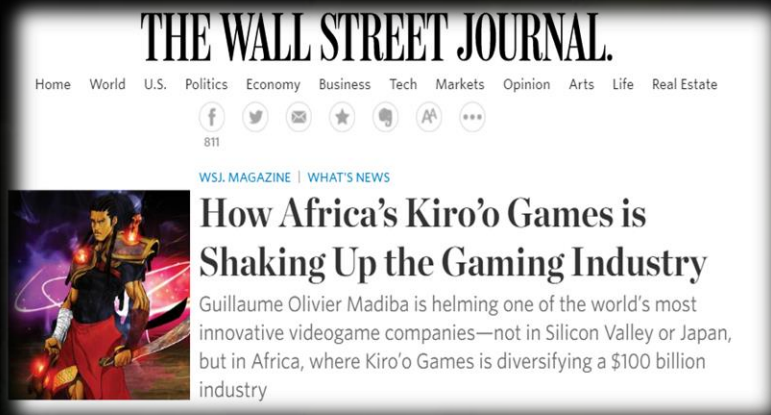 THE WALL STREET JOURNAL.
Home World U.S. Politics Economy Business Tech Markets Opinion Arts Life Real Estate
f AA
811
WSJ. MAGAZINE | WHAT'S NEWS
How Africa's Kiro'o Games is
Shaking Up the Gaming Industry
Guillaume Olivier Madiba is helming one of the world's most
innovative videogame companies—not in Silicon Valley or Japan,
but in Africa, where Kiro'o Games is diversifying a $100 billion
industry